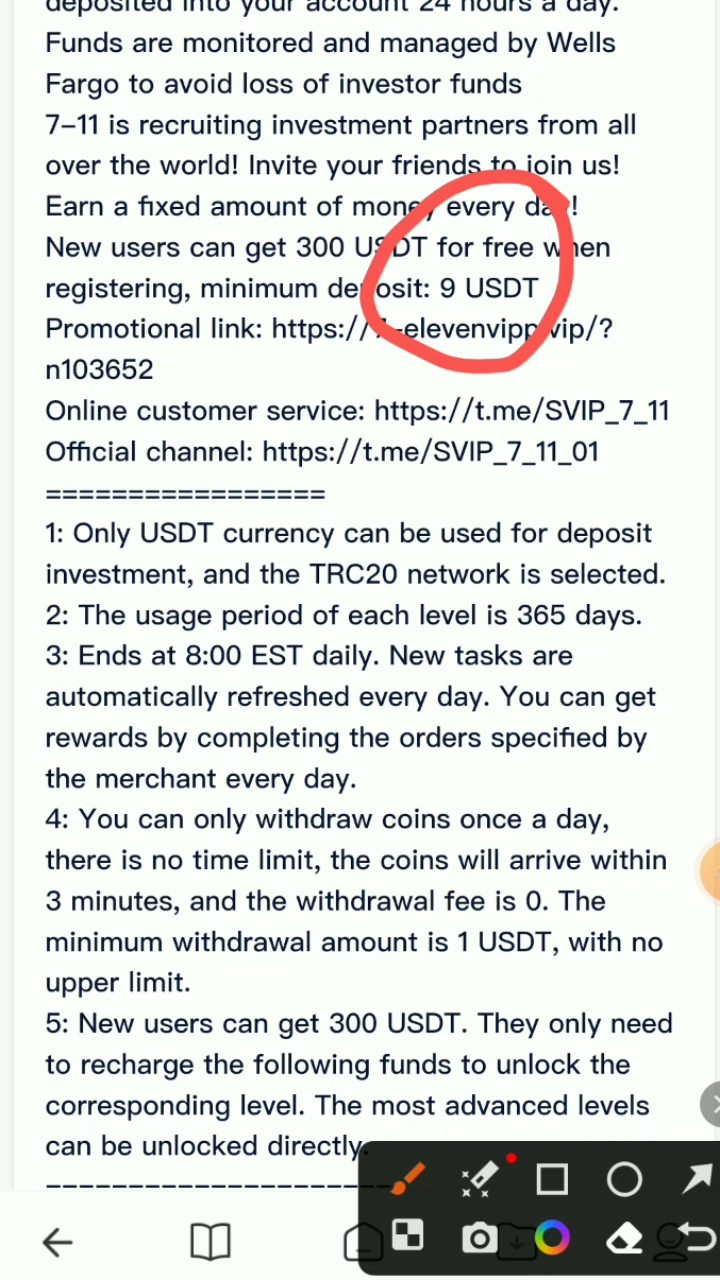 deposited into your account 24 hours a day.
Funds are monitored and managed by Wells
Fargo to avoid loss of investor funds
7–11 is recruiting investment partners from all
over the world! Invite your friends to join us!
Earn a fixed amount of money every day!
New users can get 300 USDT for free when
registering, minimum deposit: 9 USDT
Promotional link: https://7-elevenvipp.vip/?
n103652
Online customer service: https://t.me/SVIP_7_11
Official channel: https://t.me/SVIP_7_11_01
=================
1: Only USDT currency can be used for deposit
investment, and the TRC20 network is selected.
2: The usage period of each level is 365 days.
3: Ends at 8:00 EST daily. New tasks are
automatically refreshed every day. You can get
rewards by completing the orders specified by
the merchant every day.
4: You can only withdraw coins once a day,
there is no time limit, the coins will arrive within
3 minutes, and the withdrawal fee is 0. The
minimum withdrawal amount is 1 USDT, with no
upper limit.
5: New users can get 300 USDT. They only need
to recharge the following funds to unlock the
corresponding level. The most advanced levels
can be unlocked directly.